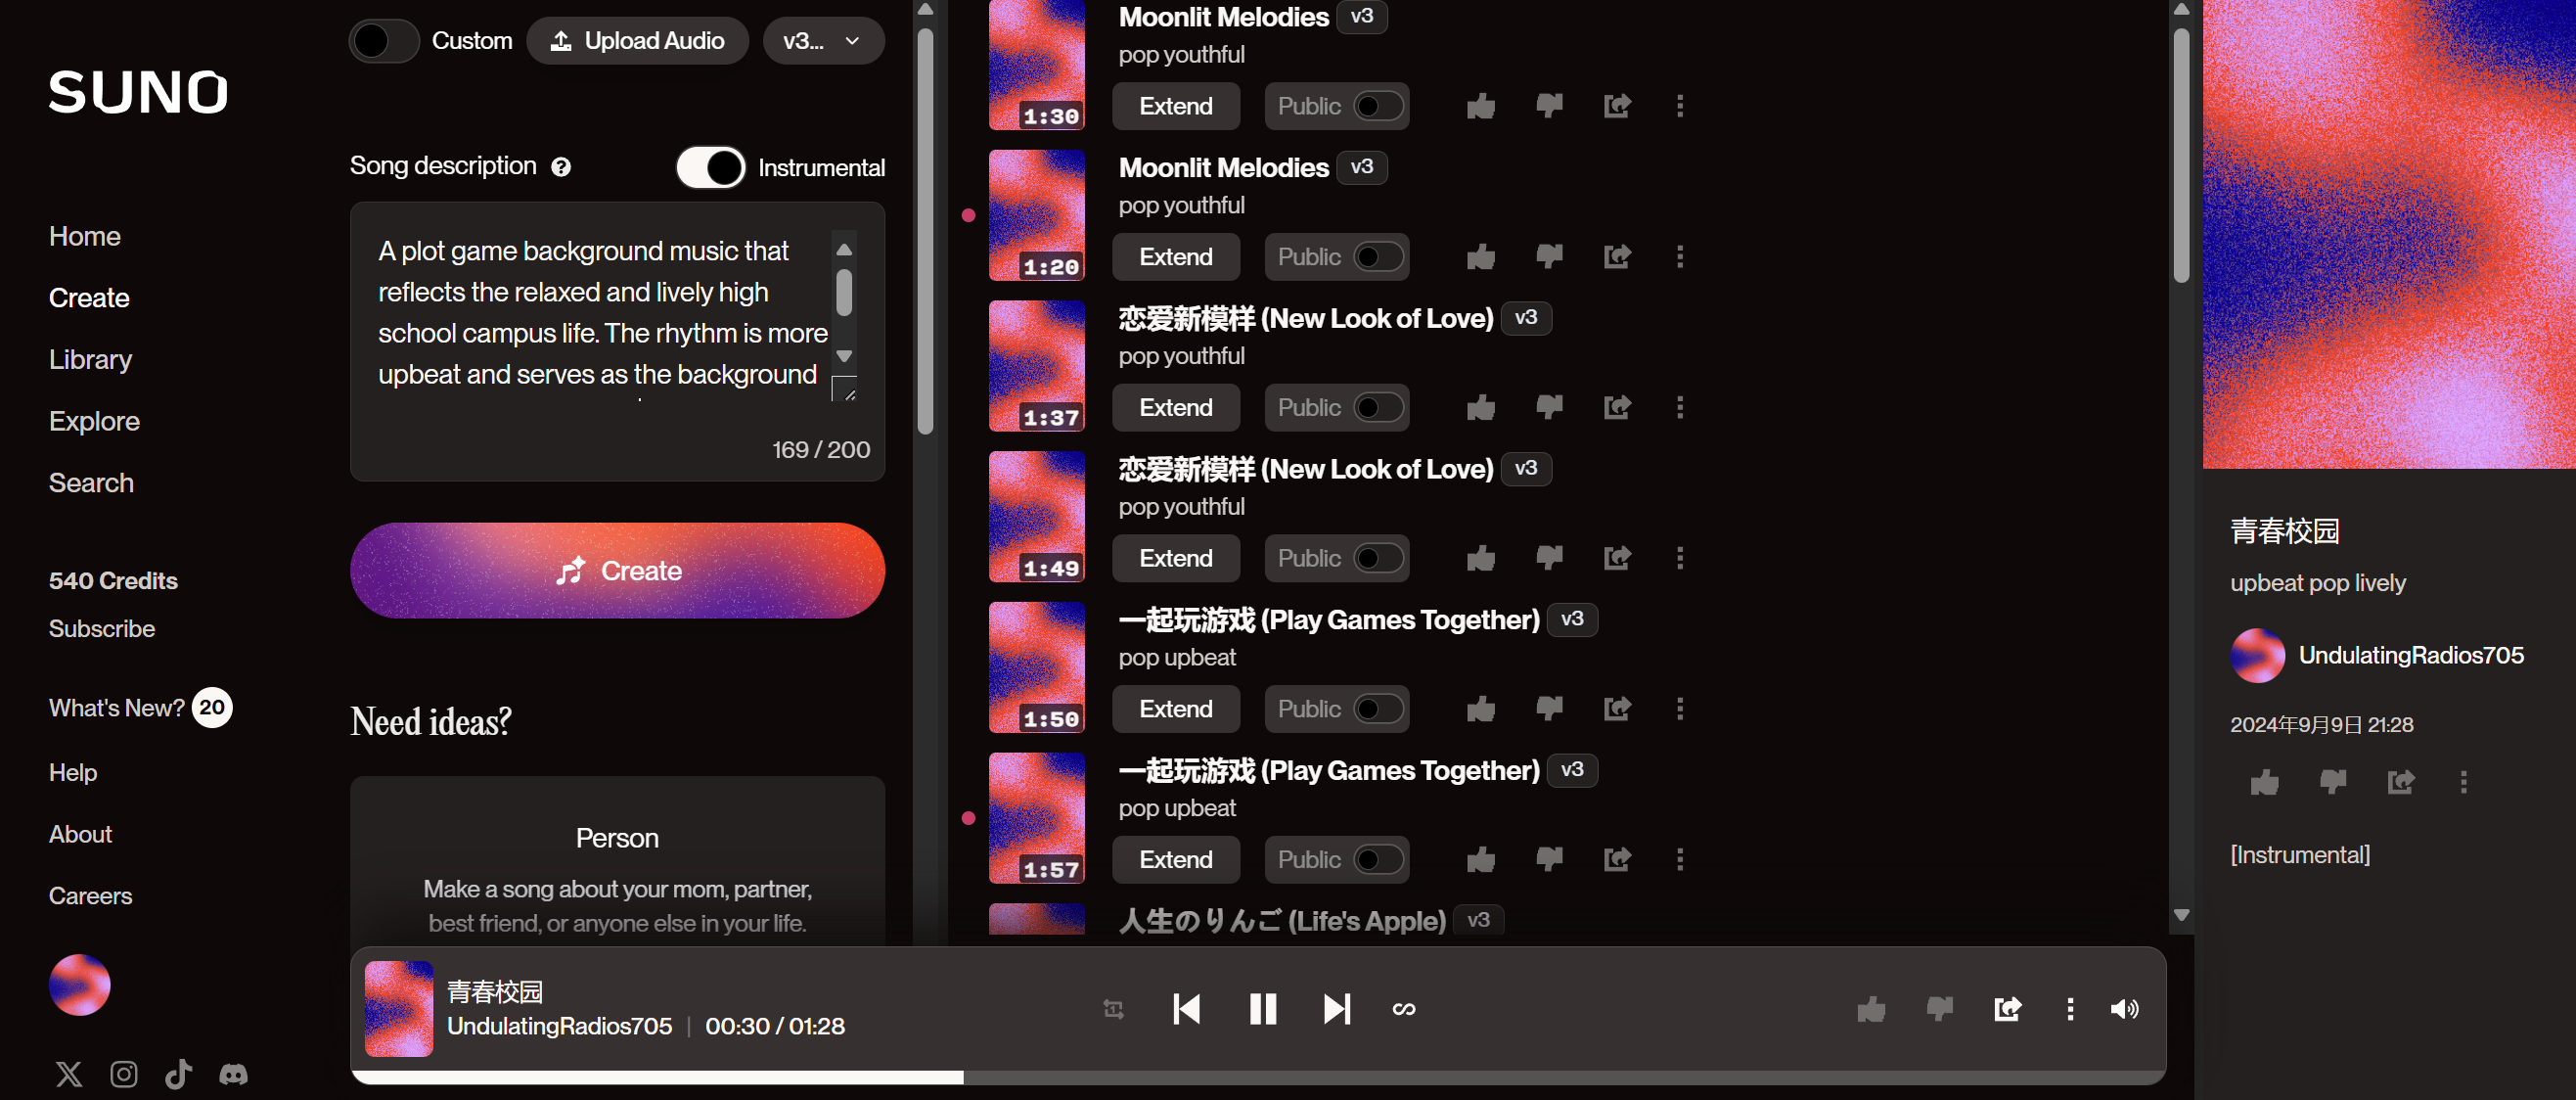 SUNO
Home
Create
Library
Explore
Search
540 Credits
Subscribe
What's New? 20
Help
About
Careers
Custom
Upload Audio
v3...
Song description ?
Instrumental
A plot game background music that
reflects the relaxed and lively high
school campus life. The rhythm is more
upbeat and serves as the background
169 / 200
Create
Need ideas?
Person
Make a song about your mom, partner,
best friend, or anyone else in your life.
Moonlit Melodies v3
pop youthful
Extend Public
1:30
Moonlit Melodies v3
pop youthful
Extend Public
1:20
恋爱新模样 (New Look of Love) v3
pop youthful
Extend Public
1:37
恋爱新模样 (New Look of Love) v3
pop youthful
Extend Public
1:49
一起玩游戏 (Play Games Together) v3
pop upbeat
Extend Public
1:50
一起玩游戏 (Play Games Together) v3
pop upbeat
Extend Public
1:57
人生のりんご (Life's Apple) v3
青春校园
UndulatingRadios705 | 00:30 / 01:28
青春校园
upbeat pop lively
UndulatingRadios705
2024年9月9日 21:28
[Instrumental]